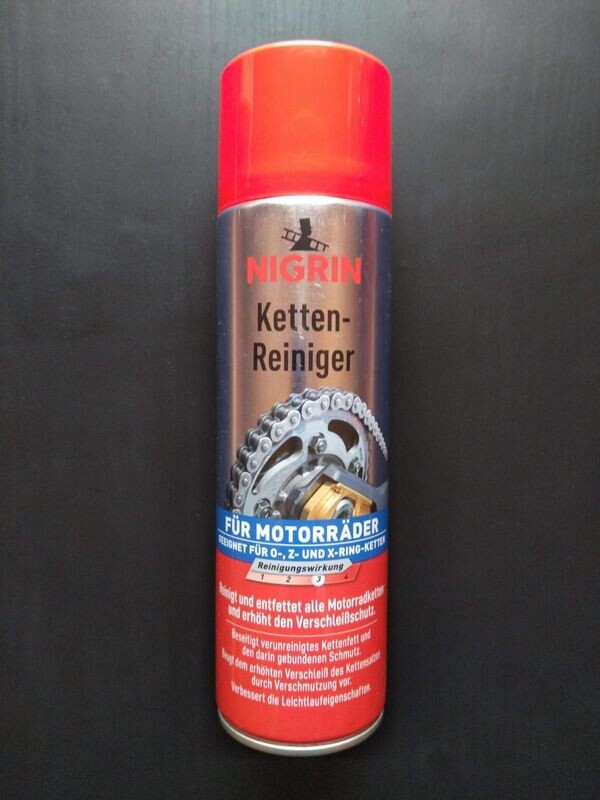 NIGRIN
Ketten-
Reiniger
FÜR MOTORRÄDER
GEEIGNET FÜR O-, Z- UND X-RING-KETTEN
Reinigungswirkung
1 2 3 4
Reinigt und entfettet alle Motorradketten
und erhöht den Verschleißschutz.
Beseitigt verunreinigtes Kettenfett und
den darin gebundenen Schmutz.
Beugt dem erhöhten Verschleiß des Kettensatzes
durch Verschmutzung vor.
Verbessert die Leichtlaufeigenschaften.